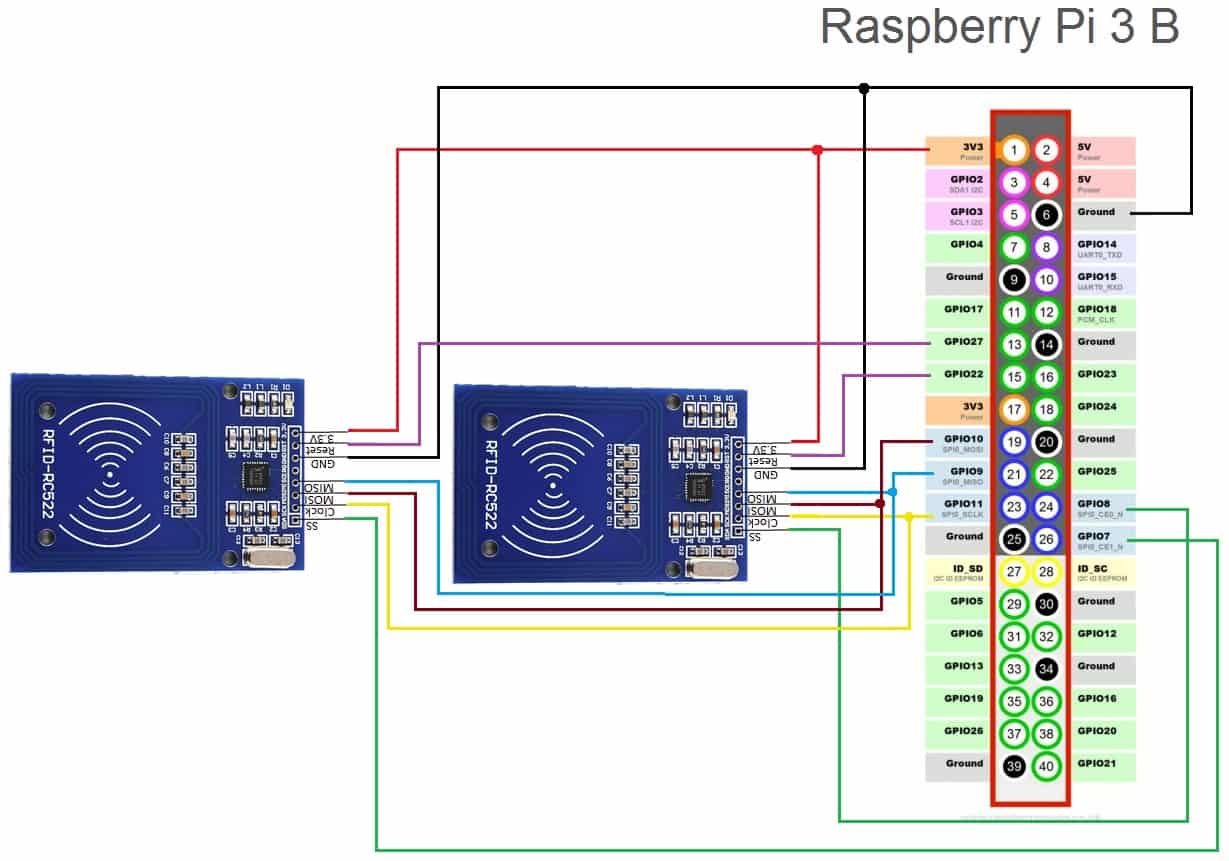 Raspberry Pi 3 B
3V3
Power
1
2
5V
Power
GPIO2
SDA1 I2C
3
4
5V
Power
GPIO3
SCL1 I2C
5
6
Ground
GPIO4
7
8
GPIO14
UART0_TXD
Ground
9
10
GPIO15
UART0_RXD
GPIO17
11
12
GPIO18
PCM_CLK
GPIO27
13
14
Ground
GPIO22
15
16
GPIO23
3V3
Power
17
18
GPIO24
GPIO10
SPI0_MOSI
19
20
Ground
GPIO9
SPI0_MISO
21
22
GPIO25
GPIO11
SPI0_SCLK
23
24
GPIO8
SPI0_CE0_N
Ground
25
26
GPIO7
SPI0_CE1_N
ID_SD
I2C ID EEPROM
27
28
ID_SC
I2C ID EEPROM
GPIO5
29
30
Ground
GPIO6
31
32
GPIO12
GPIO13
33
34
Ground
GPIO19
35
36
GPIO16
GPIO26
37
38
GPIO20
Ground
39
40
GPIO21
RFID-RC522
3.3V
Reset
GND
MISO
MOSI
Clock
SS
RFID-RC522
3.3V
Reset
GND
MISO
MOSI
Clock
SS